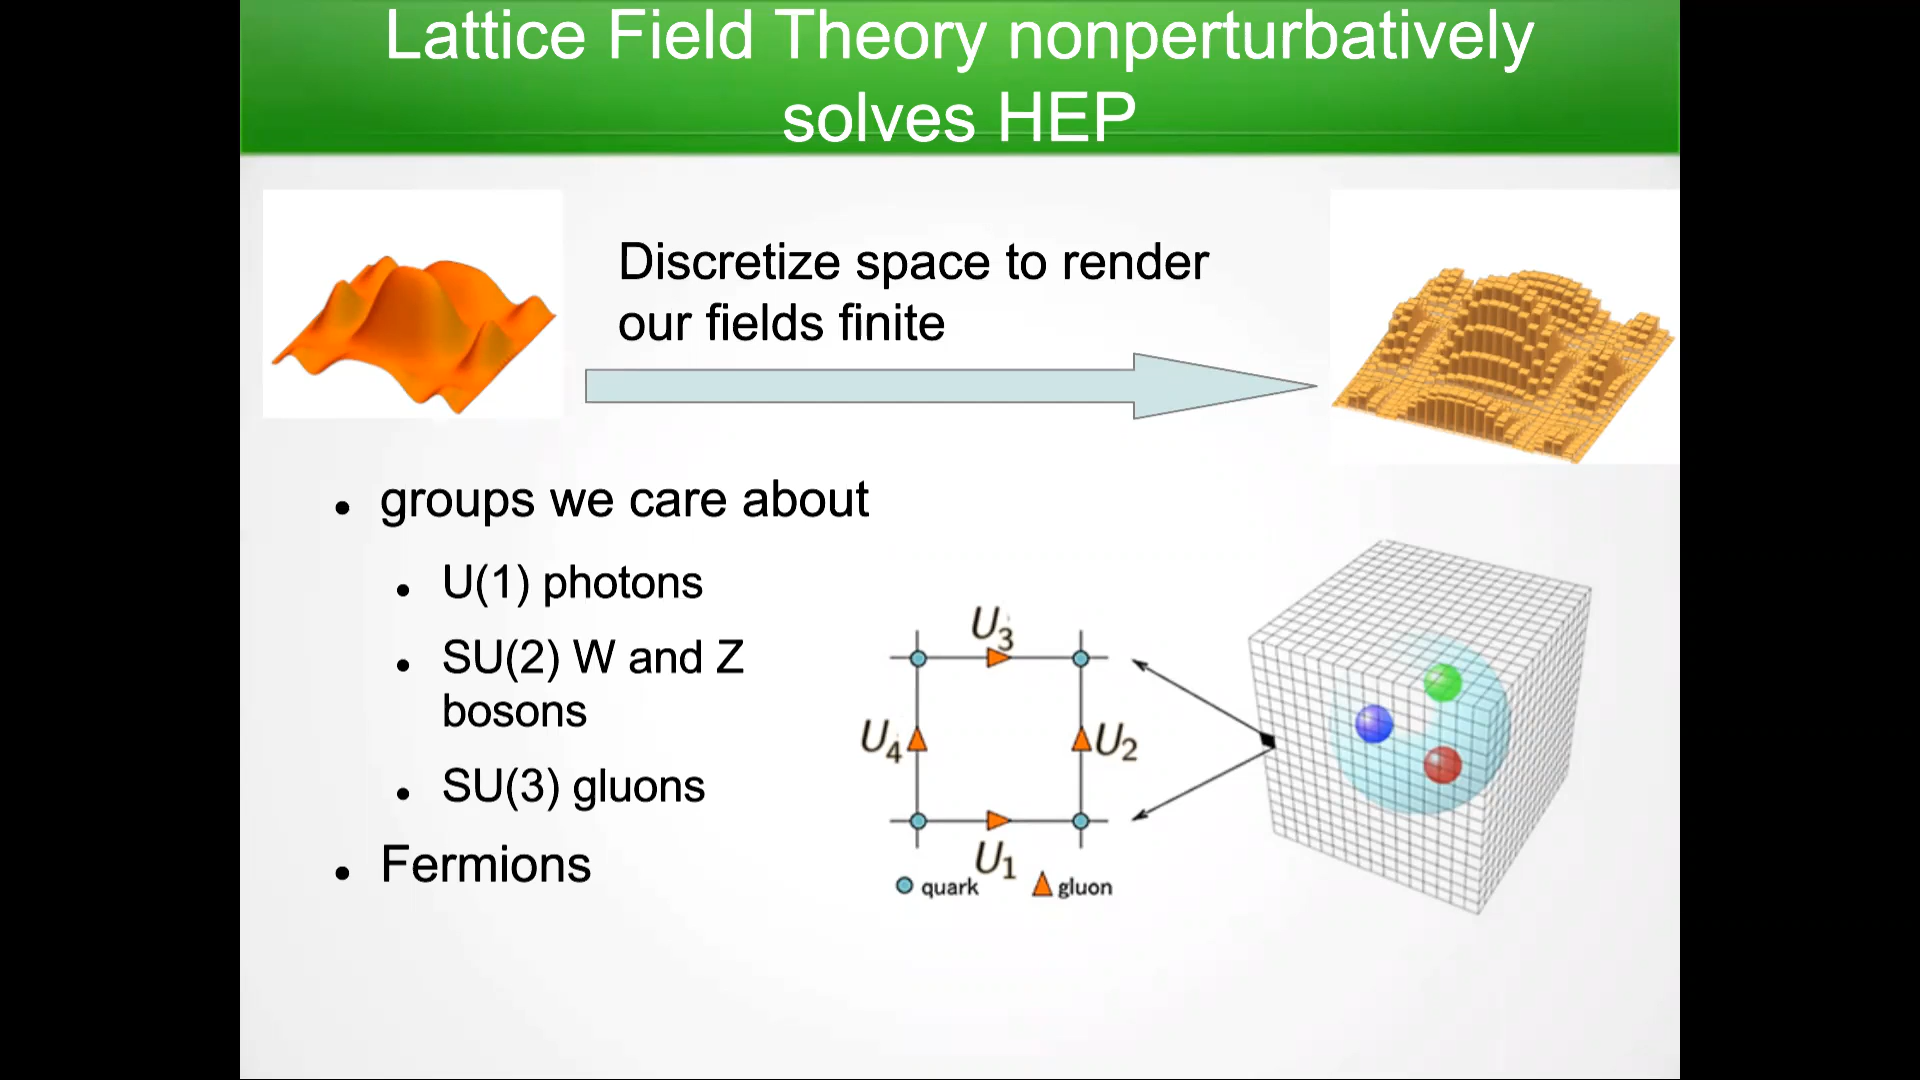 Lattice Field Theory nonperturbatively
solves HEP
Discretize space to render
our fields finite
• groups we care about
• U(1) photons
• SU(2) W and Z
bosons
• SU(3) gluons
• Fermions
U3
U4
U2
U1
quark
gluon